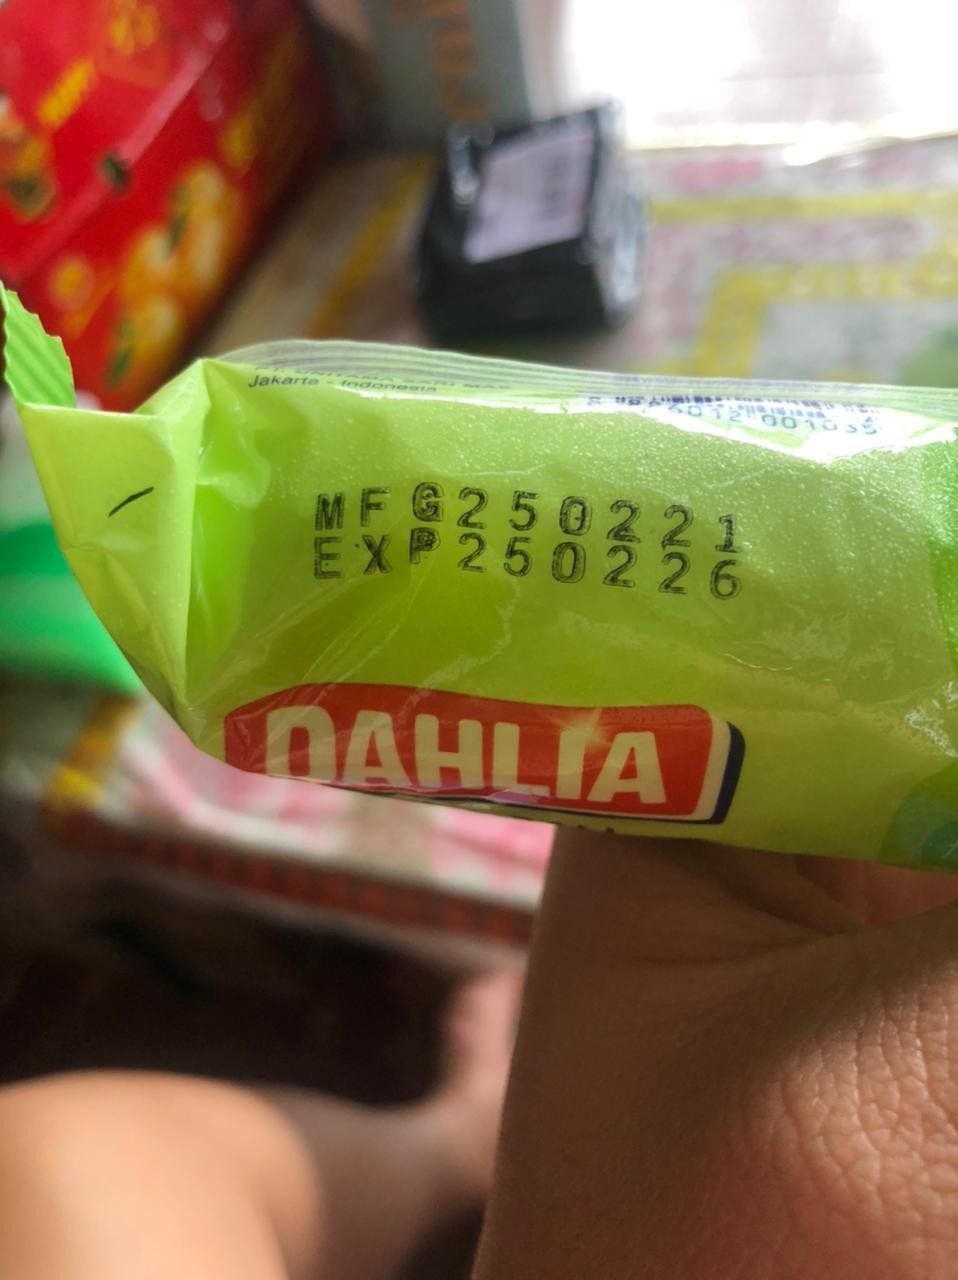 Jakarta - Indonesia
MFG250221
EXP250226
DAHLIA